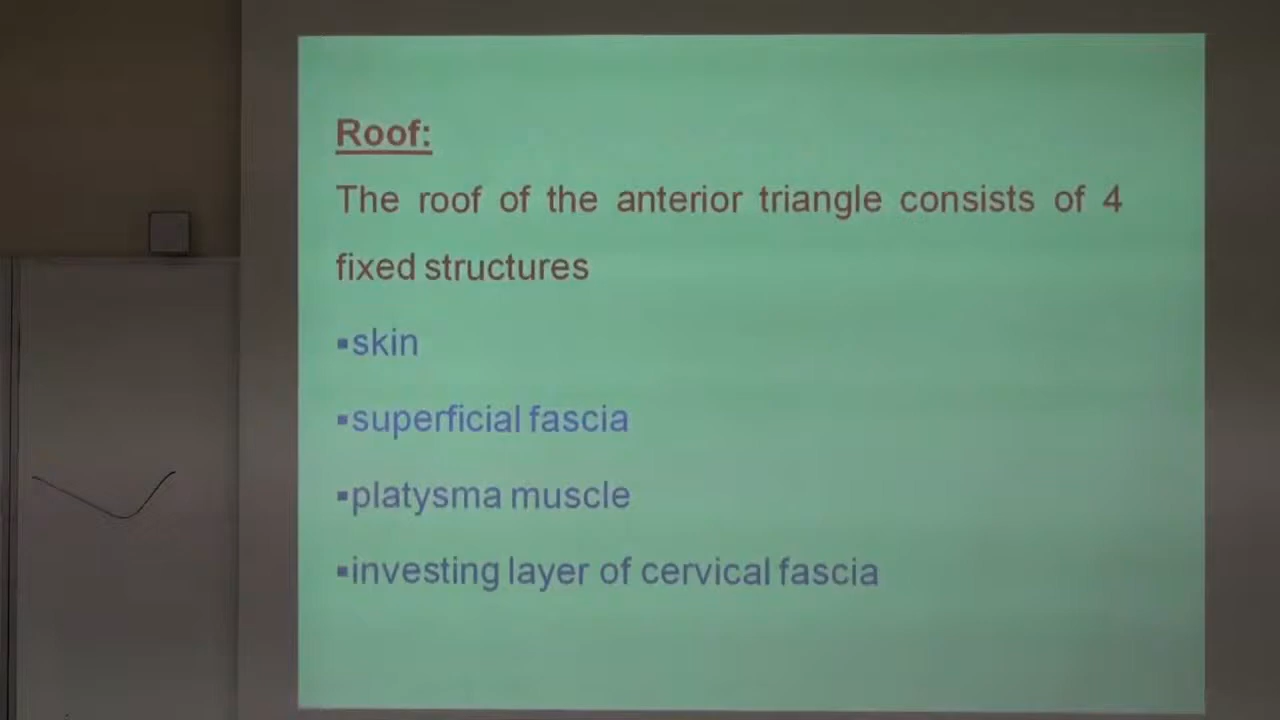 Roof:
The roof of the anterior triangle consists of 4
fixed structures
▪skin
▪superficial fascia
▪platysma muscle
▪investing layer of cervical fascia